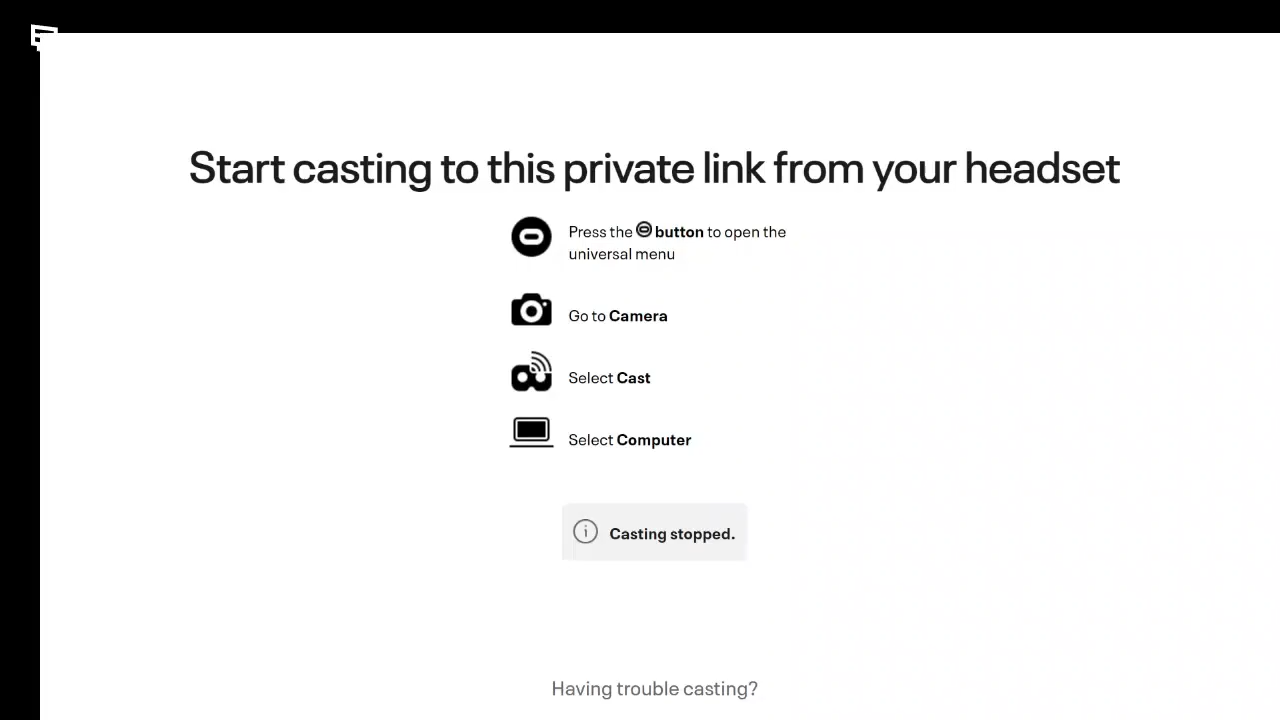 Start casting to this private link from your headset
Press the button to open the
universal menu
Go to Camera
Select Cast
Select Computer
Casting stopped.
Having trouble casting?